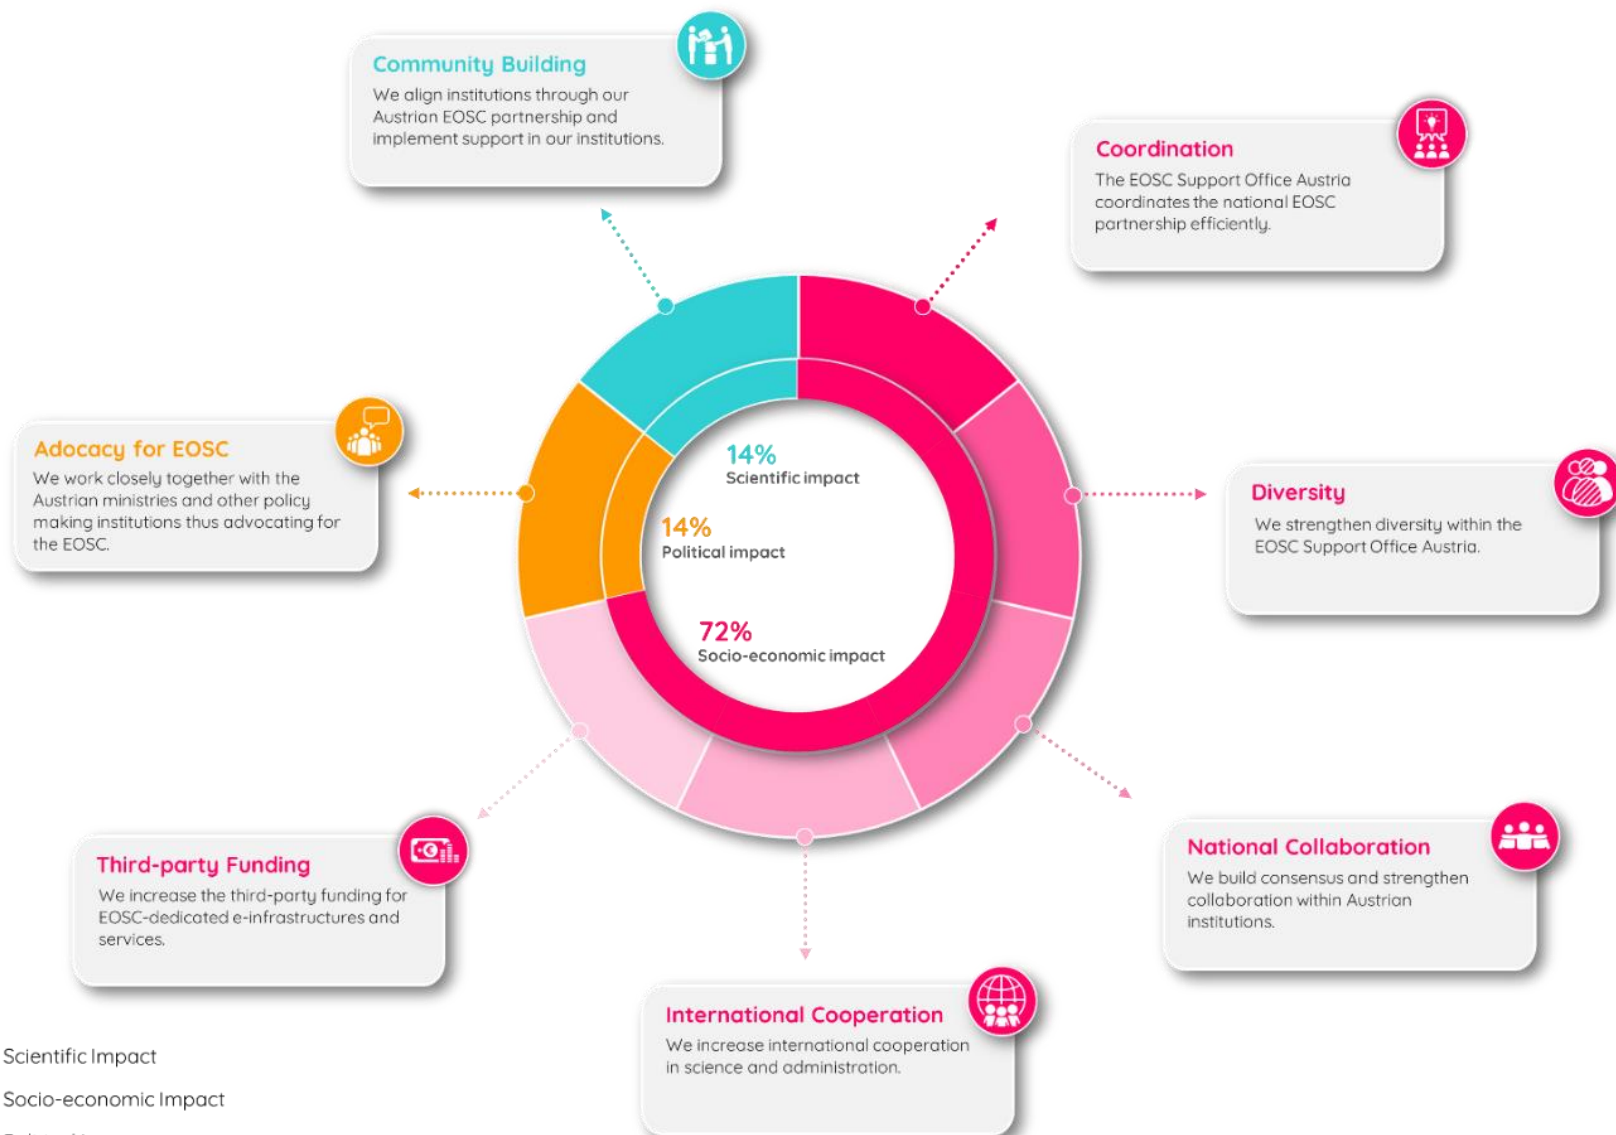 Community Building
We align institutions through our
Austrian EOSC partnership and
implement support in our institutions.
Coordination
The EOSC Support Office Austria
coordinates the national EOSC
partnership efficiently.
Adocacy for EOSC
We work closely together with the
Austrian ministries and other policy
making institutions thus advocating for
the EOSC.
14%
Scientific impact
14%
Political impact
72%
Socio-economic impact
Diversity
We strengthen diversity within the
EOSC Support Office Austria.
Third-party Funding
We increase the third-party funding for
EOSC-dedicated e-infrastructures and
services.
National Collaboration
We build consensus and strengthen
collaboration within Austrian
institutions.
International Cooperation
We increase international cooperation
in science and administration.
Scientific Impact
Socio-economic Impact